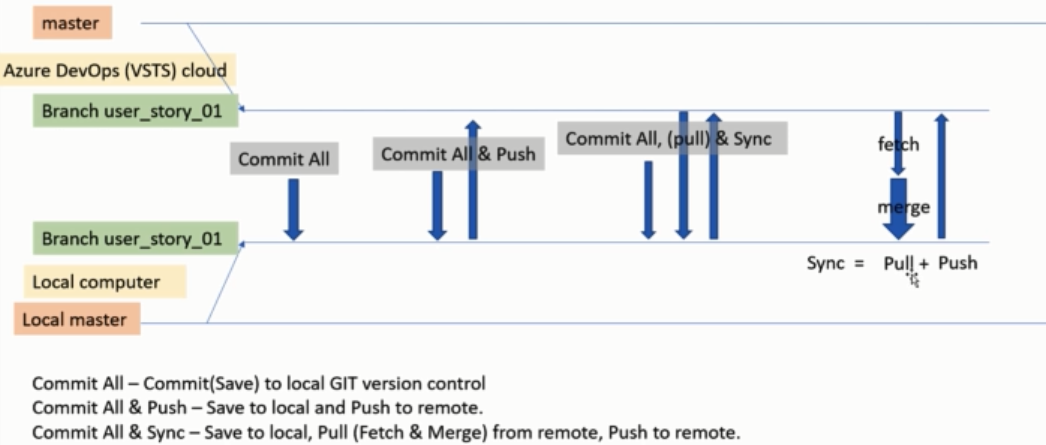 master
Azure DevOps (VSTS) cloud
Branch user_story_01
Commit All
Commit All & Push
Commit All, (pull) & Sync
fetch
merge
Branch user_story_01
Sync = Pull + Push
Local computer
Local master
Commit All – Commit(Save) to local GIT version control
Commit All & Push – Save to local and Push to remote.
Commit All & Sync – Save to local, Pull (Fetch & Merge) from remote, Push to remote.